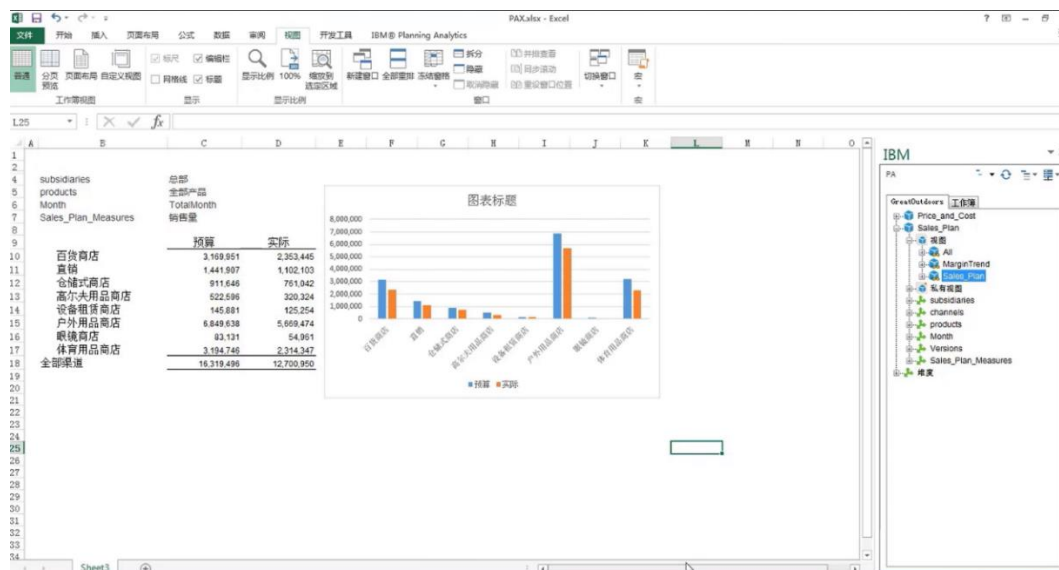 PAX.xlsx - Excel
文件 开始 插入 页面布局 公式 数据 审阅 视图 开发工具 IBM® Planning Analytics
普通 分页预览 页面布局 自定义视图
标尺 编辑栏
网格线 标题
显示比例 100% 缩放到选定区域
新建窗口 全部重排 冻结窗格
拆分
隐藏
取消隐藏
并排查看
同步滚动
重设窗口位置
切换窗口 宏
工作簿视图 显示 显示比例 窗口 宏
L25
fx
A B C D E F G H I J K L M N O
subsidiaries 总部
products 全部产品
Month TotalMonth
Sales_Plan_Measures 销售量
预算 实际
百货商店 3,169,951 2,353,445
直销 1,441,907 1,102,103
仓储式商店 911,646 761,042
高尔夫用品商店 522,596 320,324
设备租赁商店 145,881 125,254
户外用品商店 6,849,638 5,669,474
眼镜商店 83,131 54,961
体育用品商店 3,194,746 2,314,347
全部渠道 16,319,496 12,700,950
图表标题
8,000,000
7,000,000
6,000,000
5,000,000
4,000,000
3,000,000
2,000,000
1,000,000
0
百货商店 直销 仓储式商店 高尔夫用品商店 设备租赁商店 户外用品商店 眼镜商店 体育用品商店
预算 实际
IBM
PA
GreatOutdoors 工作簿
Price_and_Cost
Sales_Plan
视图
All
MarginTrend
Sales_Plan
私有视图
subsidiaries
channels
products
Month
Versions
Sales_Plan_Measures
维度
Sheet3